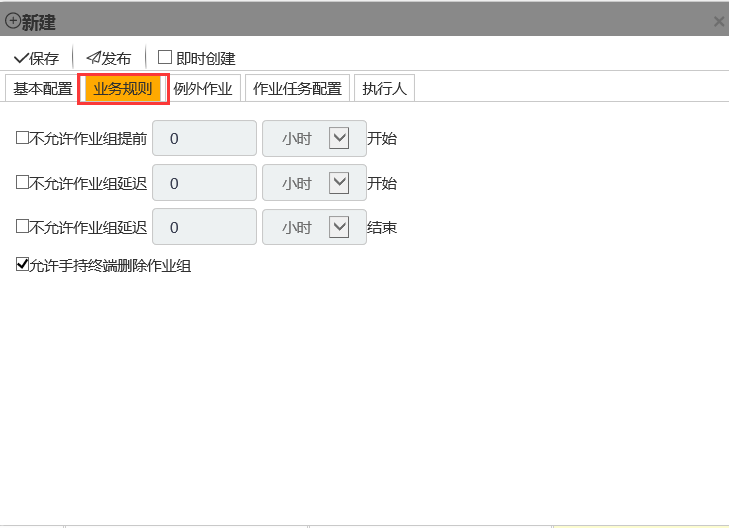 新建
保存 发布 即时创建
基本配置 业务规则 例外作业 作业任务配置 执行人
不允许作业组提前 0 小时 开始
不允许作业组延迟 0 小时 开始
不允许作业组延迟 0 小时 结束
允许手持终端删除作业组